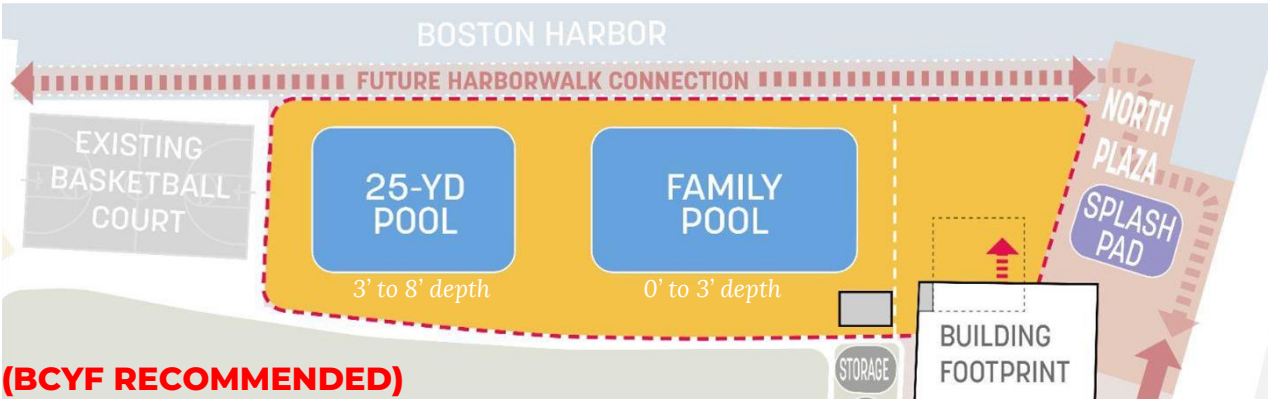 BOSTON HARBOR
FUTURE HARBORWALK CONNECTION
NORTH
PLAZA
EXISTING
BASKETBALL
COURT
25-YD
POOL
FAMILY
POOL
SPLASH
PAD
3’ to 8’ depth
0’ to 3’ depth
BUILDING
FOOTPRINT
STORAGE
(BCYF RECOMMENDED)